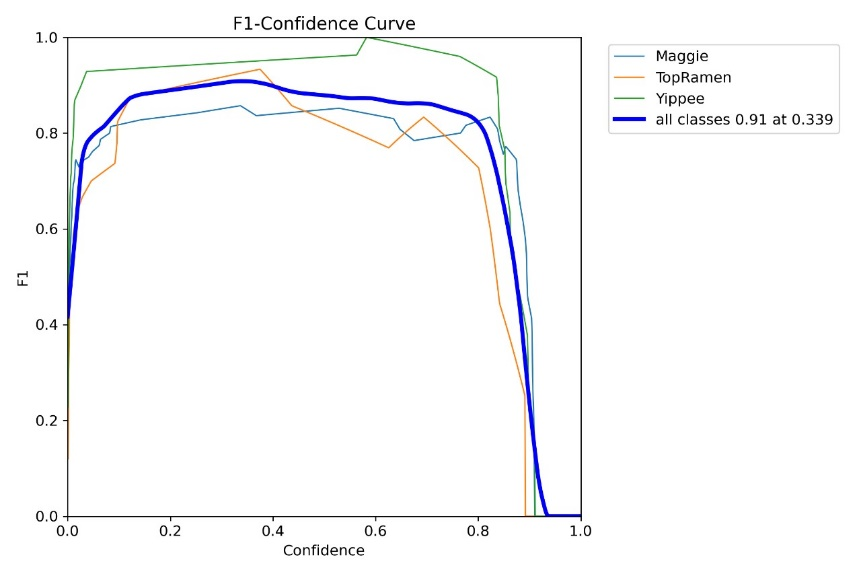 F1-Confidence Curve
1.0
0.8
0.6
0.4
0.2
0.0
F1
0.0 0.2 0.4 0.6 0.8 1.0
Confidence
Maggie
TopRamen
Yippee
all classes 0.91 at 0.339